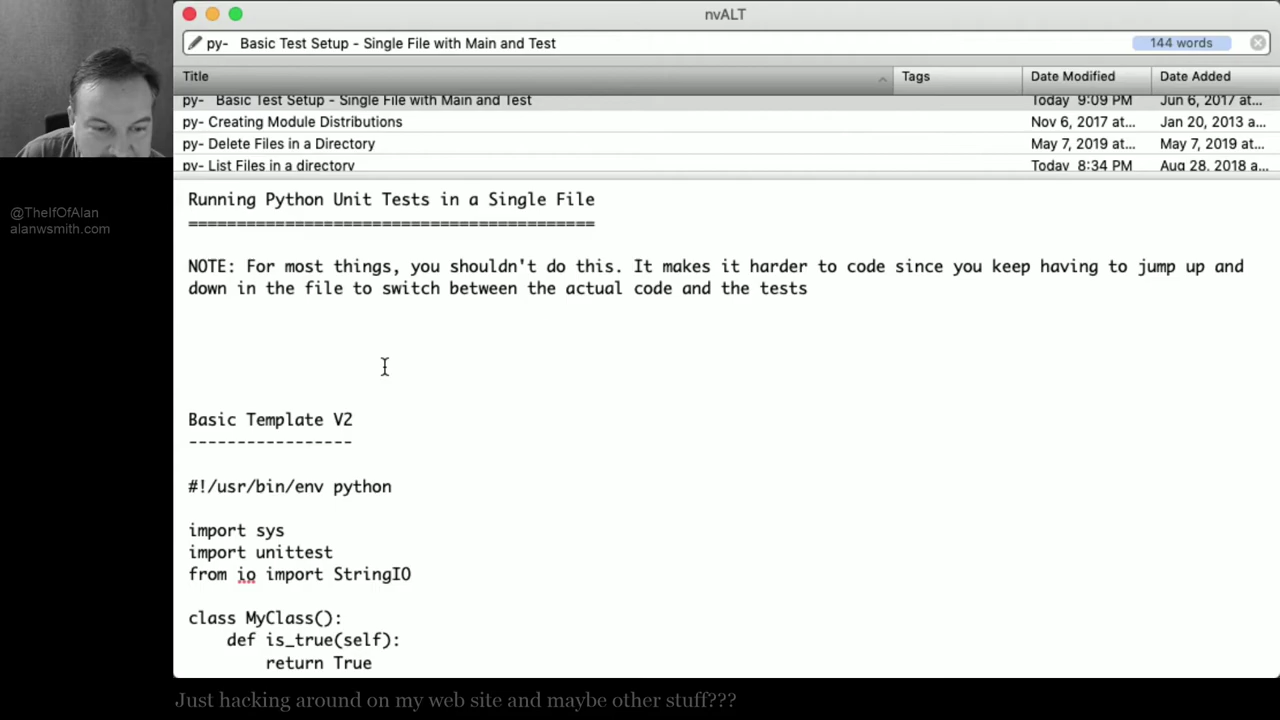 nvALT
py-  Basic Test Setup - Single File with Main and Test
144 words
Title Tags Date Modified Date Added
py-  Basic Test Setup - Single File with Main and Test Today 9:09 PM Jun 6, 2017 at...
py- Creating Module Distributions Nov 6, 2017 at... Jan 20, 2013 a...
py- Delete Files in a Directory May 7, 2019 at... May 7, 2019 at...
py- List Files in a directory Today 8:34 PM Aug 28, 2018 a...
@TheIfOfAlan
alanwsmith.com
Running Python Unit Tests in a Single File
==========================================
NOTE: For most things, you shouldn't do this. It makes it harder to code since you keep having to jump up and
down in the file to switch between the actual code and the tests
Basic Template V2
-----------------
#!/usr/bin/env python
import sys
import unittest
from io import StringIO
class MyClass():
    def is_true(self):
        return True
Just hacking around on my web site and maybe other stuff???